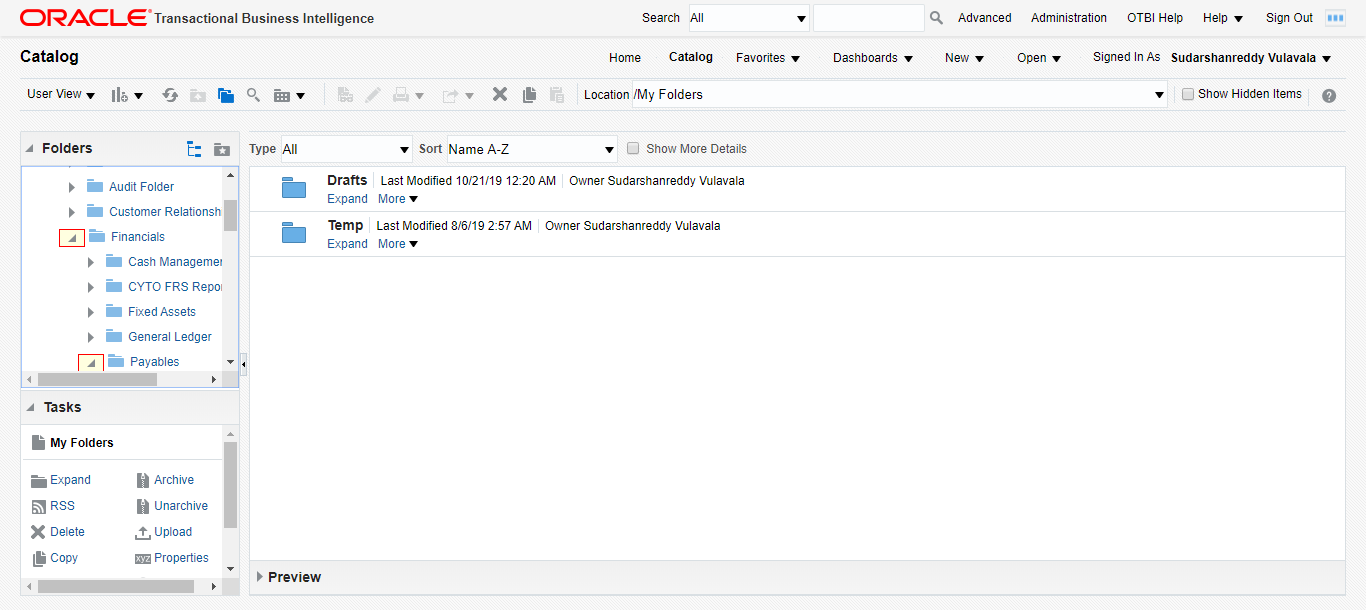 ORACLE Transactional Business Intelligence Search All Advanced Administration OTBI Help Help Sign Out
Catalog Home Catalog Favorites Dashboards New Open Signed In As Sudarshanreddy Vulavala
User View Location /My Folders Show Hidden Items
Folders
Audit Folder
Customer Relationsh
Financials
Cash Managemen
CYTO FRS Repo
Fixed Assets
General Ledger
Payables
Tasks
My Folders
Expand Archive
RSS Unarchive
Delete Upload
Copy xyz Properties
Type All Sort Name A-Z Show More Details
Drafts Last Modified 10/21/19 12:20 AM Owner Sudarshanreddy Vulavala
Expand More
Temp Last Modified 8/6/19 2:57 AM Owner Sudarshanreddy Vulavala
Expand More
Preview